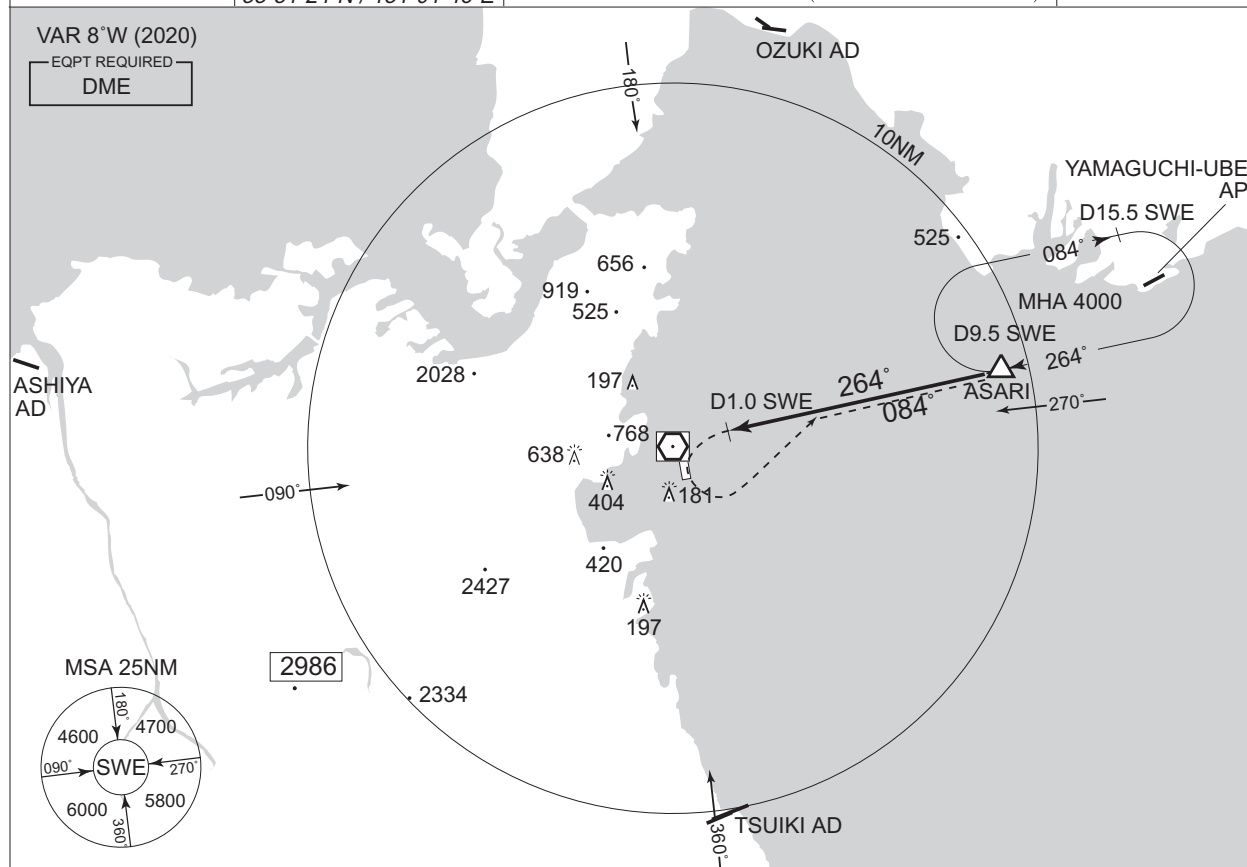 VAR 8°W (2020)
EQPT REQUIRED
DME
OZUKI AD
180°
10NM
YAMAGUCHI-UBE
AP
D15.5 SWE
525
084°
656
919
525
MHA 4000
D9.5 SWE
264°
ASHIYA
AD
2028
197
264°
ASARI
084°
D1.0 SWE
270°
768
638
404
181
090°
420
2427
197
MSA 25NM
2986
2334
180°
4600
4700
090°
SWE
270°
6000
5800
360°
TSUIKI AD
360°